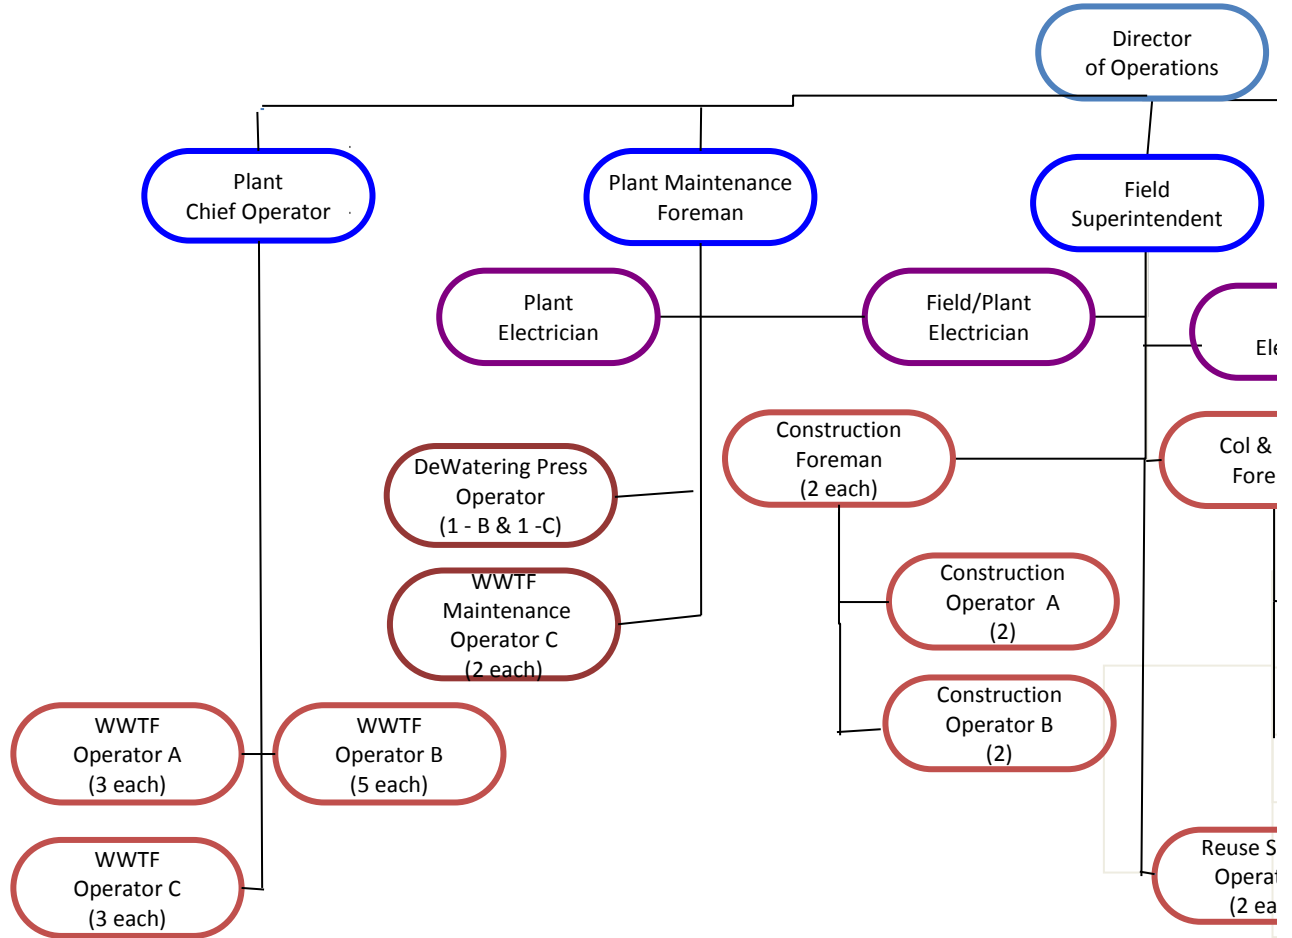 Director
of Operations
Plant
Chief Operator
Plant Maintenance
Foreman
Field
Superintendent
Plant
Electrician
Field/Plant
Electrician
Construction
Foreman
(2 each)
Col &
DeWatering Press
Operator
(1 - B & 1 -C)
WWTF
Maintenance
Operator C
(2 each)
Construction
Operator  A
(2)
Construction
Operator B
(2)
WWTF
Operator A
(3 each)
WWTF
Operator B
(5 each)
WWTF
Operator C
(3 each)
Reuse
(2